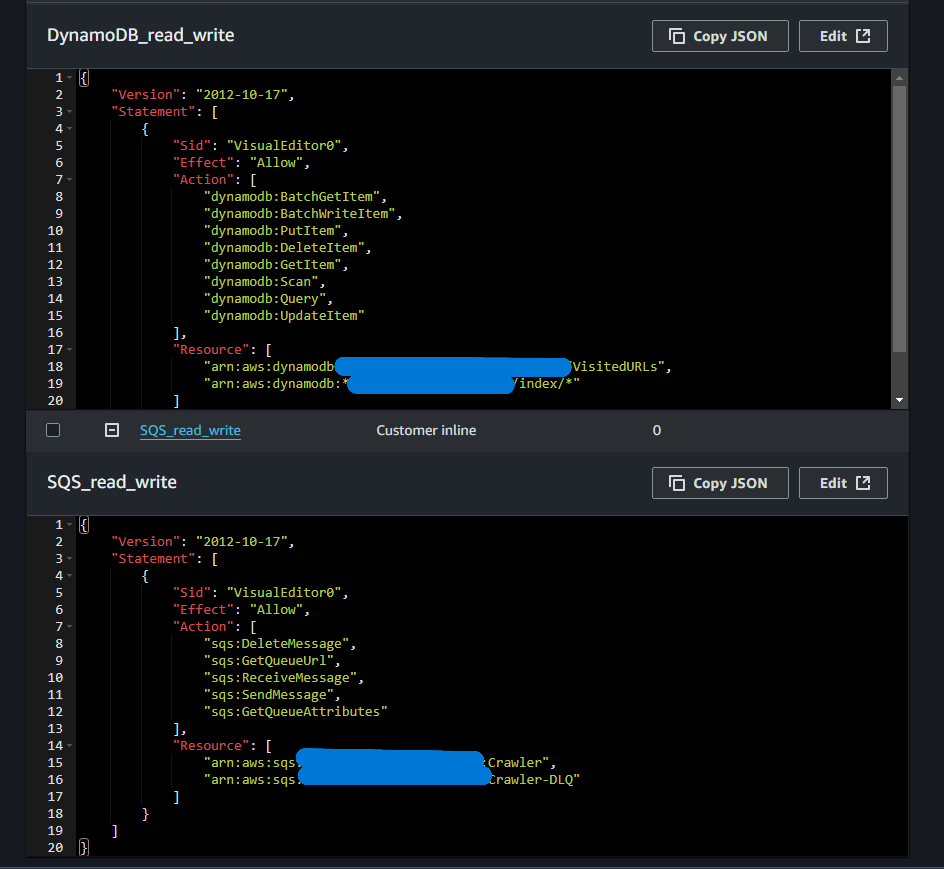 DynamoDB_read_write
Copy JSON
Edit
1 {
2 "Version": "2012-10-17",
3 "Statement": [
4 {
5 "Sid": "VisualEditor0",
6 "Effect": "Allow",
7 "Action": [
8 "dynamodb:BatchGetItem",
9 "dynamodb:BatchWriteItem",
10 "dynamodb:PutItem",
11 "dynamodb:DeleteItem",
12 "dynamodb:GetItem",
13 "dynamodb:Scan",
14 "dynamodb:Query",
15 "dynamodb:UpdateItem"
16 ],
17 "Resource": [
18 "arn:aws:dynamodb /VisitedURLs",
19 "arn:aws:dynamodb:* /index/*"
20 ]
SQS_read_write Customer inline 0
SQS_read_write
Copy JSON
Edit
1 {
2 "Version": "2012-10-17",
3 "Statement": [
4 {
5 "Sid": "VisualEditor0",
6 "Effect": "Allow",
7 "Action": [
8 "sqs:DeleteMessage",
9 "sqs:GetQueueUrl",
10 "sqs:ReceiveMessage",
11 "sqs:SendMessage",
12 "sqs:GetQueueAttributes"
13 ],
14 "Resource": [
15 "arn:aws:sqs: :Crawler",
16 "arn:aws:sqs: Crawler-DLQ"
17 ]
18 }
19 ]
20 }